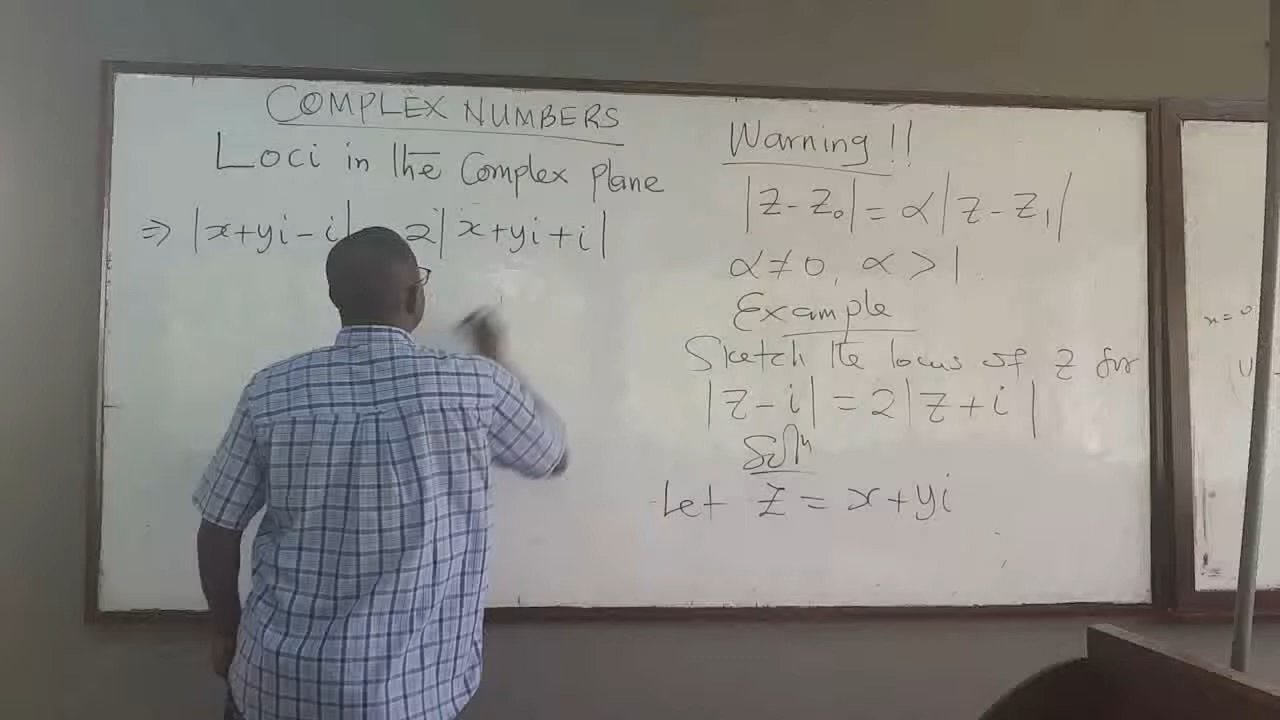 COMPLEX NUMBERS
Loci in the Complex plane
⇒ |x+yi-i| 2|x+yi+i|
Warning!!
|z-z₀|=α|z-z₁|
α≠0, α>1
Example
Sketch the locus of z for
|z-i|=2|z+i|
Solⁿ
Let z=x+yi
x=0